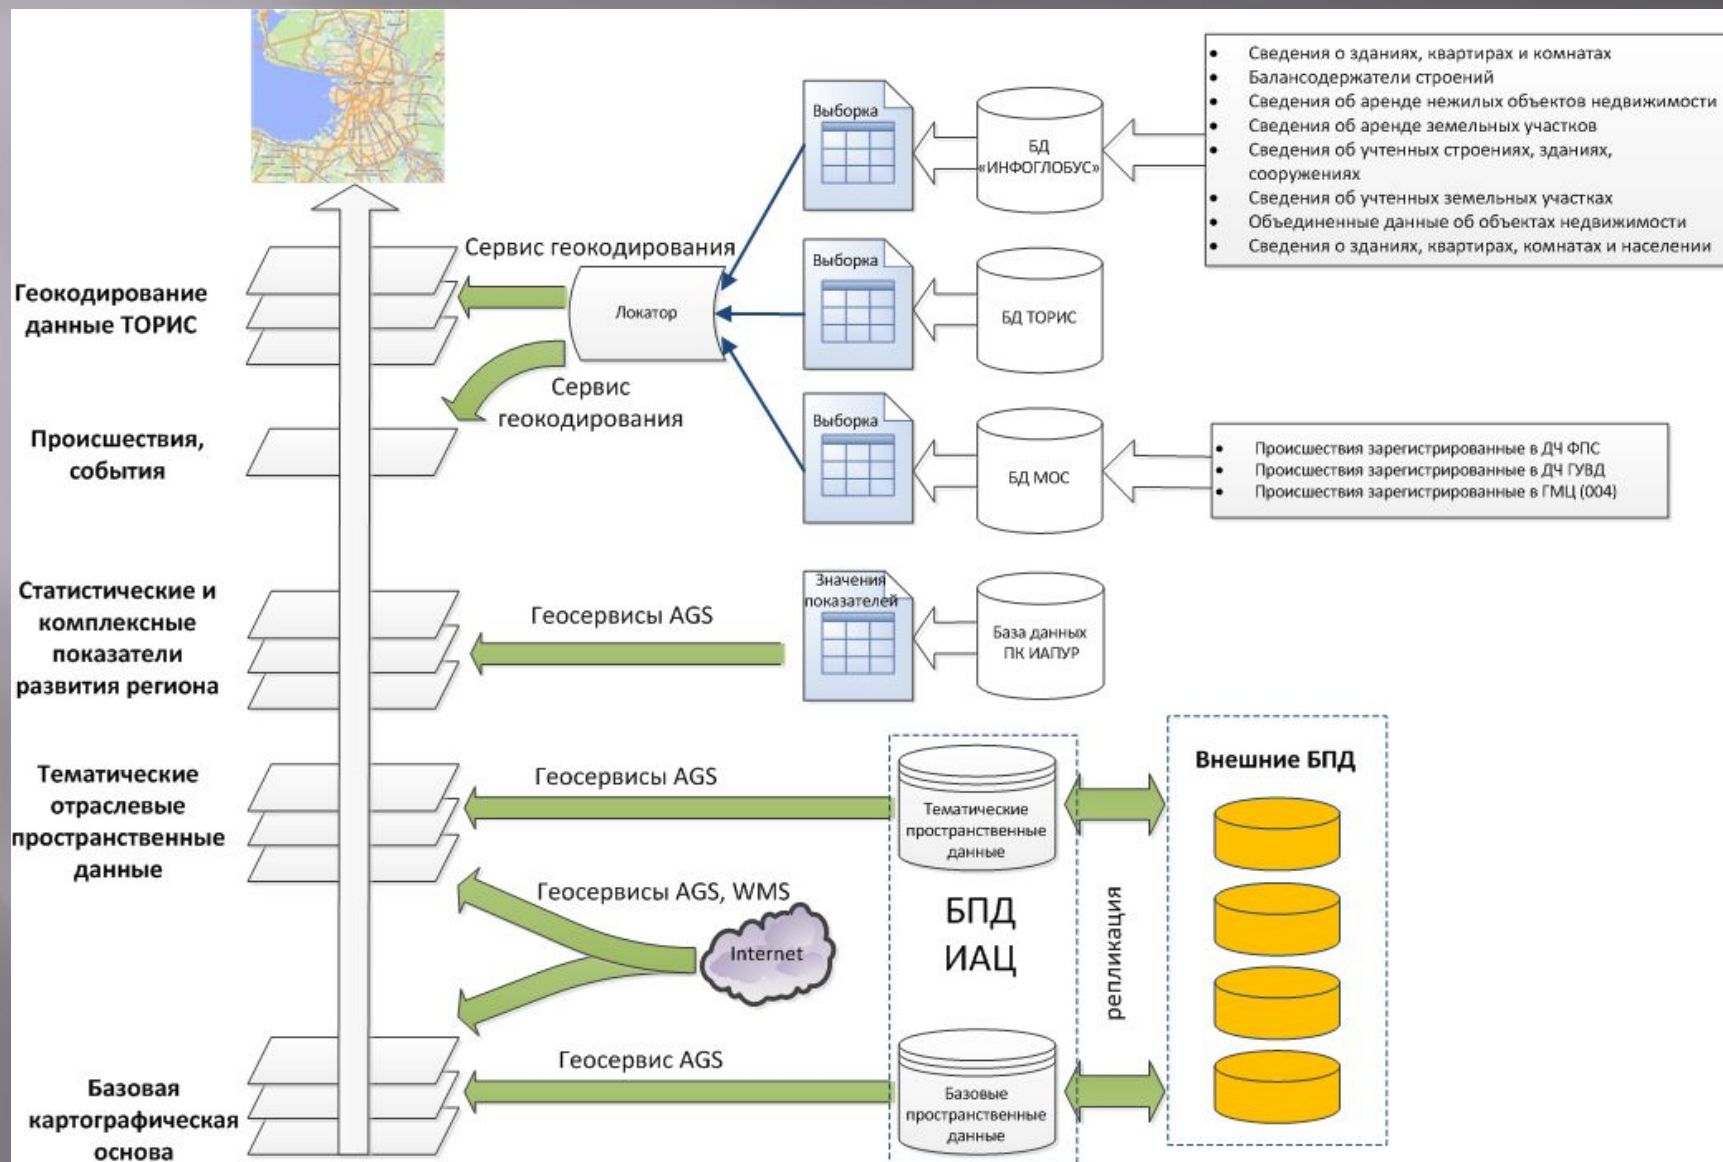 Сведения о зданиях, квартирах и комнатах
Балансодержатели строений
Сведения об аренде нежилых объектов недвижимости
Сведения об аренде земельных участков
Сведения об учтенных строениях, зданиях,
сооружениях
Сведения об учтенных земельных участках
Объединенные данные об объектах недвижимости
Сведения о зданиях, квартирах, комнатах и населении
Выборка
БД
«ИНФОГЛОБУС»
Сервис геокодирования
Геокодирование
данные ТОРИС
Локатор
Выборка
БД ТОРИС
Сервис
геокодирования
Происшествия,
события
Выборка
БД МОС
Происшествия зарегистрированные в ДЧ ФПС
Происшествия зарегистрированные в ДЧ ГУВД
Происшествия зарегистрированные в ГМЦ (004)
Статистические и
комплексные
показатели
развития региона
Геосервисы AGS
Значения
показателей
База данных
ПК ИАПУР
Тематические
отраслевые
пространственные
данные
Геосервисы AGS
Тематические
пространственные
данные
Внешние БПД
Геосервисы AGS, WMS
Internet
БПД
ИАЦ
репликация
Базовая
картографическая
основа
Геосервис AGS
Базовые
пространственные
данные